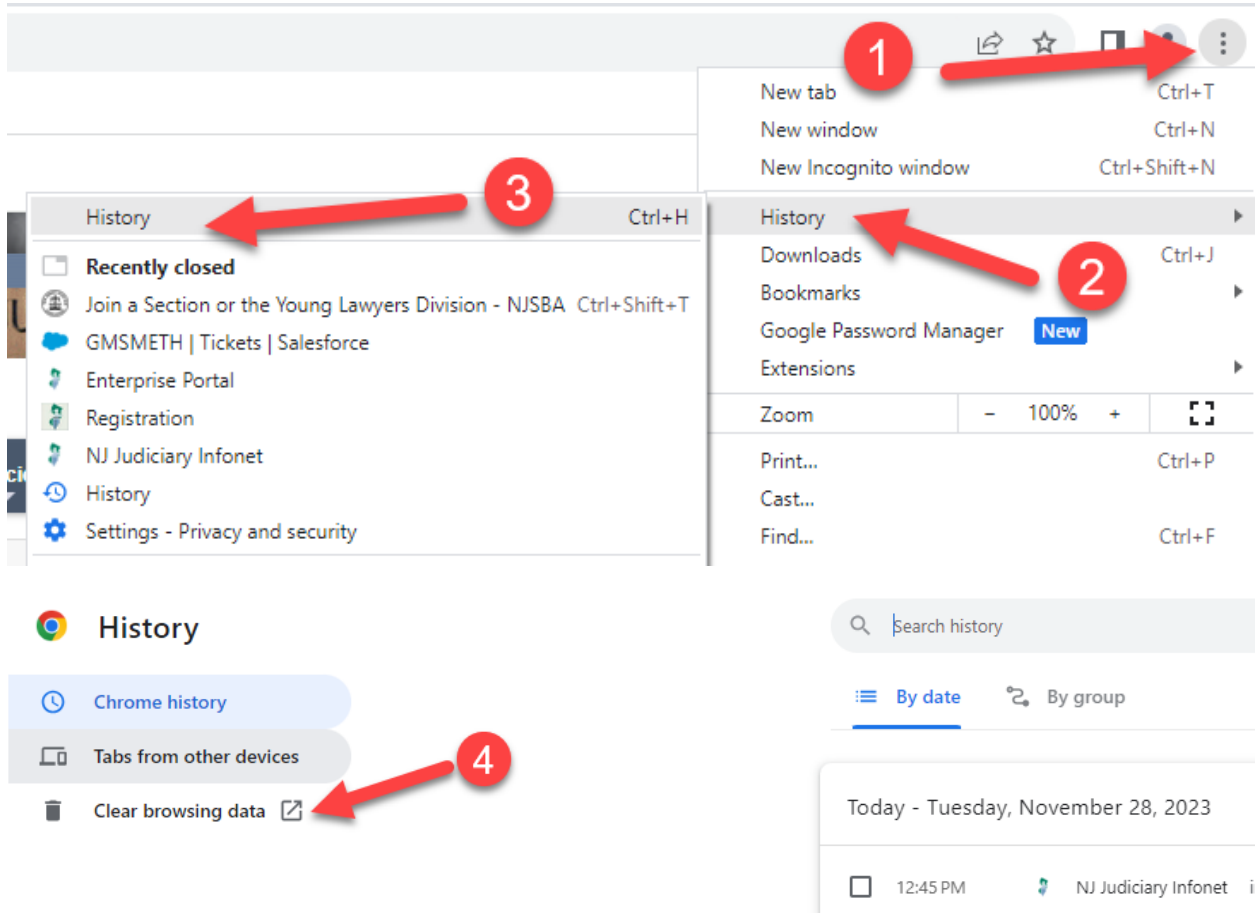 1
New tab Ctrl+T
New window Ctrl+N
New Incognito window Ctrl+Shift+N
History
2
Downloads Ctrl+J
Bookmarks
Google Password Manager New
Extensions
Zoom - 100% +
Print... Ctrl+P
Cast...
Find... Ctrl+F
3
History Ctrl+H
Recently closed
Join a Section or the Young Lawyers Division - NJSBA Ctrl+Shift+T
GMSMETH | Tickets | Salesforce
Enterprise Portal
Registration
NJ Judiciary Infonet
History
Settings - Privacy and security
History
Search history
Chrome history
Tabs from other devices
Clear browsing data
4
By date By group
Today - Tuesday, November 28, 2023
12:45 PM NJ Judiciary Infonet